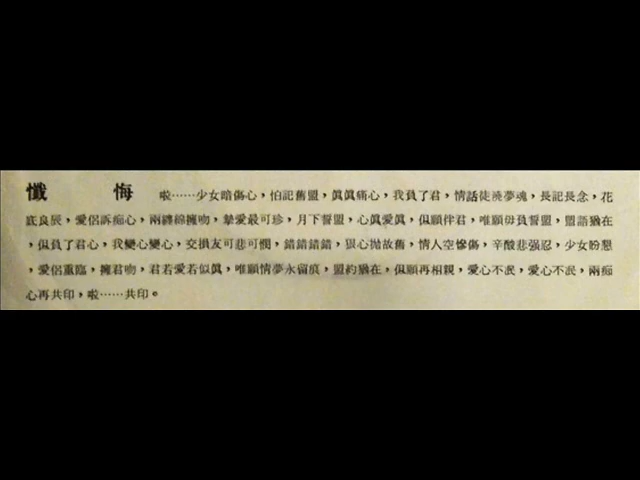 懺悔 啦……少女暗傷心，怕記舊盟，眞眞痛心，我負了君，情話徒澆夢魂，長記長念，花
底良辰，愛侶訴痴心，兩纏綿擁吻，摯愛最可珍，月下誓盟，心眞愛眞，但願伴君，唯願毋負誓盟，盟語猶在
，但負了君心，我變心變心，交損友可悲可憫，錯錯錯錯，狠心拋故舊，情人空慘傷，辛酸悲强忍，少女盼懇
，愛侶重臨，擁君吻，君若愛若似眞，唯願情夢永留痕，盟約猶在，但願再相親，愛心不泯，愛心不泯，兩痴
心再共印，啦……共印。